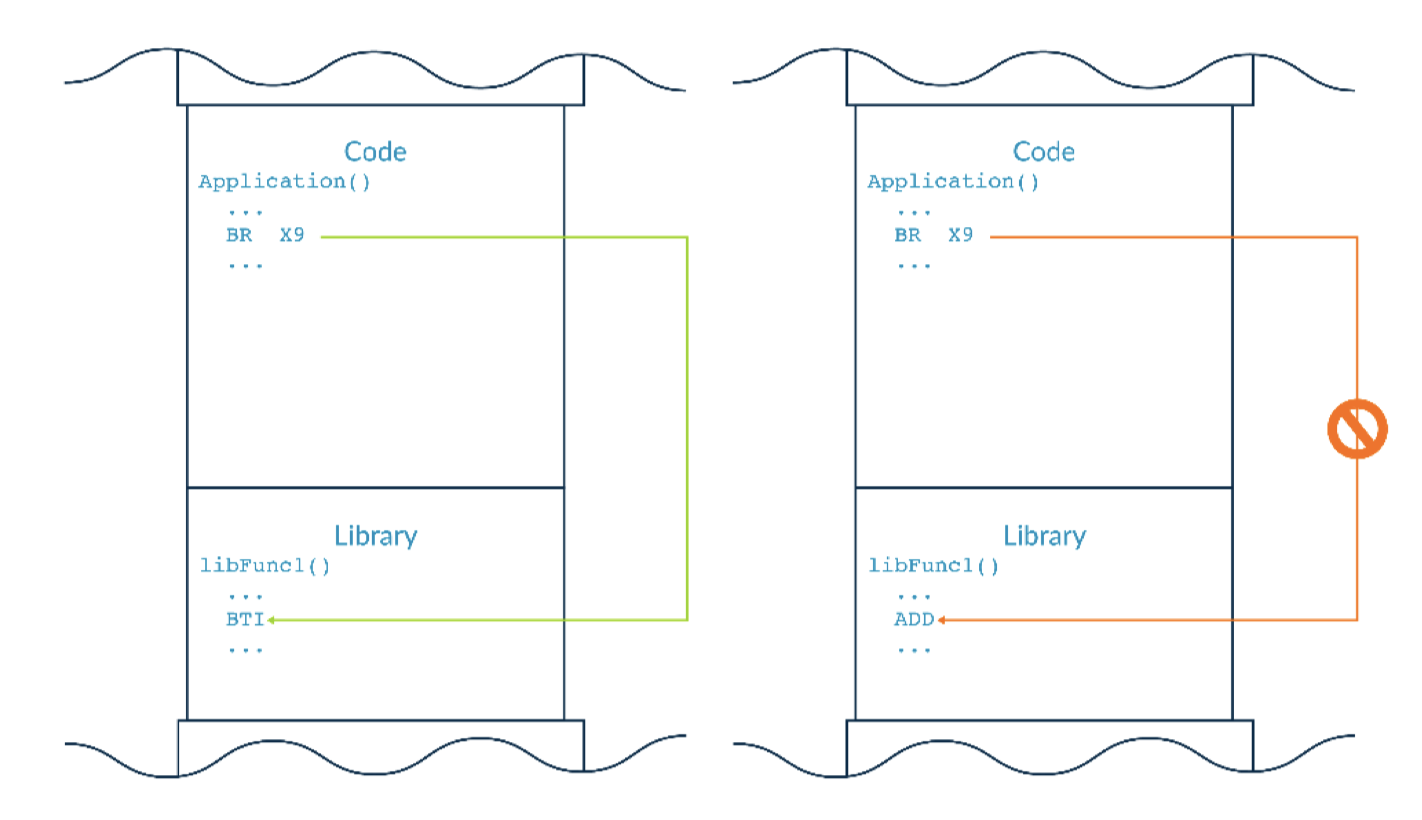 Code
Application()
...
BR X9
...
Library
libFunc1()
...
BTI
...
Code
Application()
...
BR X9
...
Library
libFunc1()
...
ADD
...